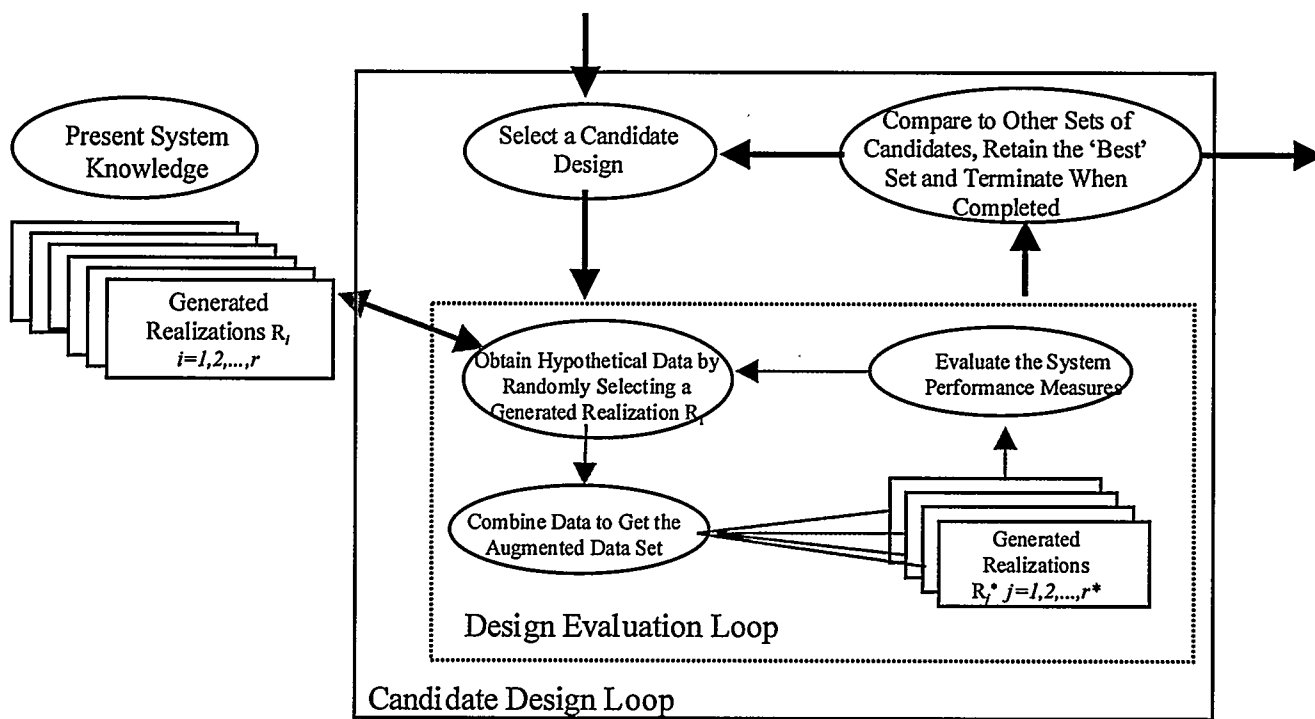 Present System
Knowledge
Generated
Realizations R_i
i=1,2,...,r
Select a Candidate
Design
Compare to Other Sets of
Candidates, Retain the ‘Best’
Set and Terminate When
Completed
Obtain Hypothetical Data by
Randomly Selecting a
Generated Realization R_i
Evaluate the System
Performance Measures
Combine Data to Get the
Augmented Data Set
Generated
Realizations
R_j* j=1,2,...,r*
Design Evaluation Loop
Candidate Design Loop